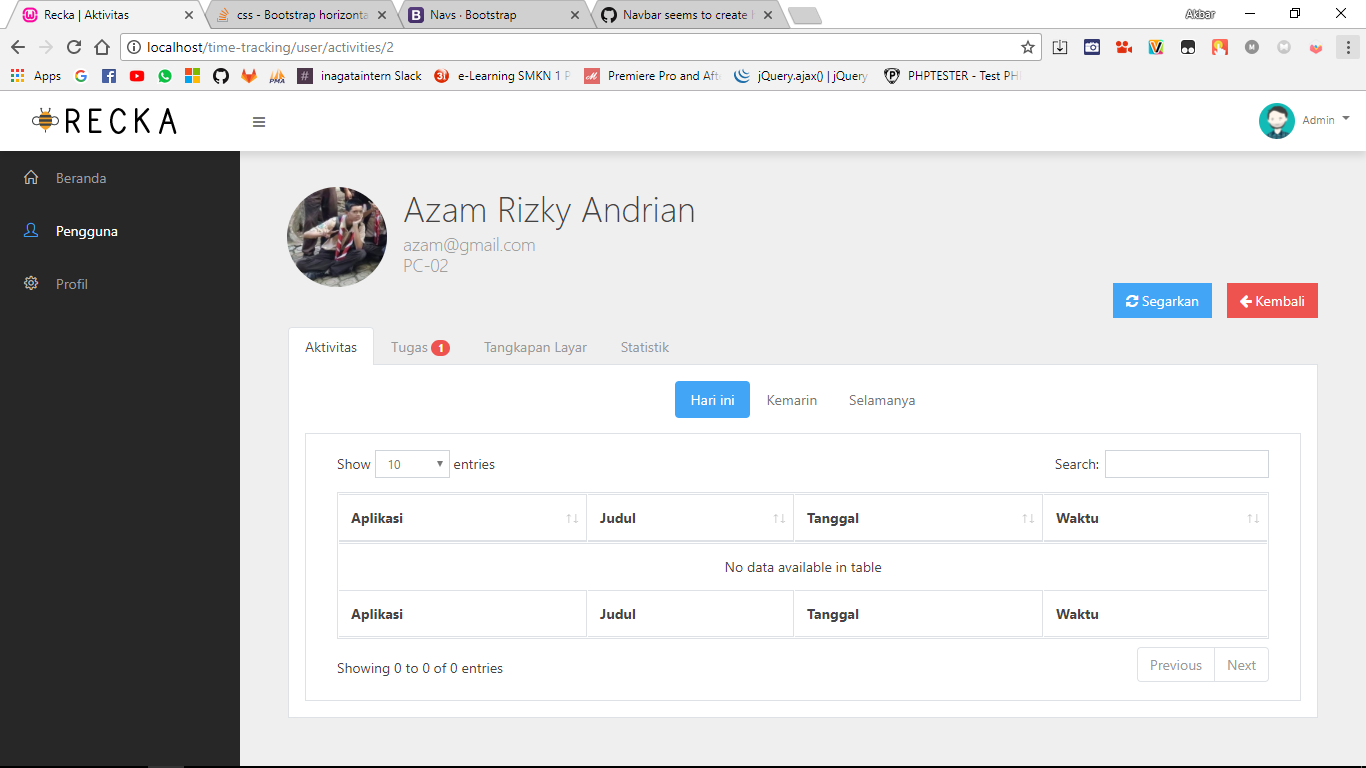 Recka | Aktivitas
css - Bootstrap horizonta
Navs · Bootstrap
Navbar seems to create
Akbar
localhost/time-tracking/user/activities/2
Apps
inagataintern Slack
e-Learning SMKN 1 P
Premiere Pro and Aft
jQuery.ajax() | jQuery
PHPTESTER - Test PH
RECKA
Admin
Beranda
Pengguna
Profil
Azam Rizky Andrian
azam@gmail.com
PC-02
Segarkan
Kembali
Aktivitas
Tugas 1
Tangkapan Layar
Statistik
Hari ini
Kemarin
Selamanya
Show 10 entries
Search:
Aplikasi Judul Tanggal Waktu
No data available in table
Aplikasi Judul Tanggal Waktu
Showing 0 to 0 of 0 entries
Previous Next